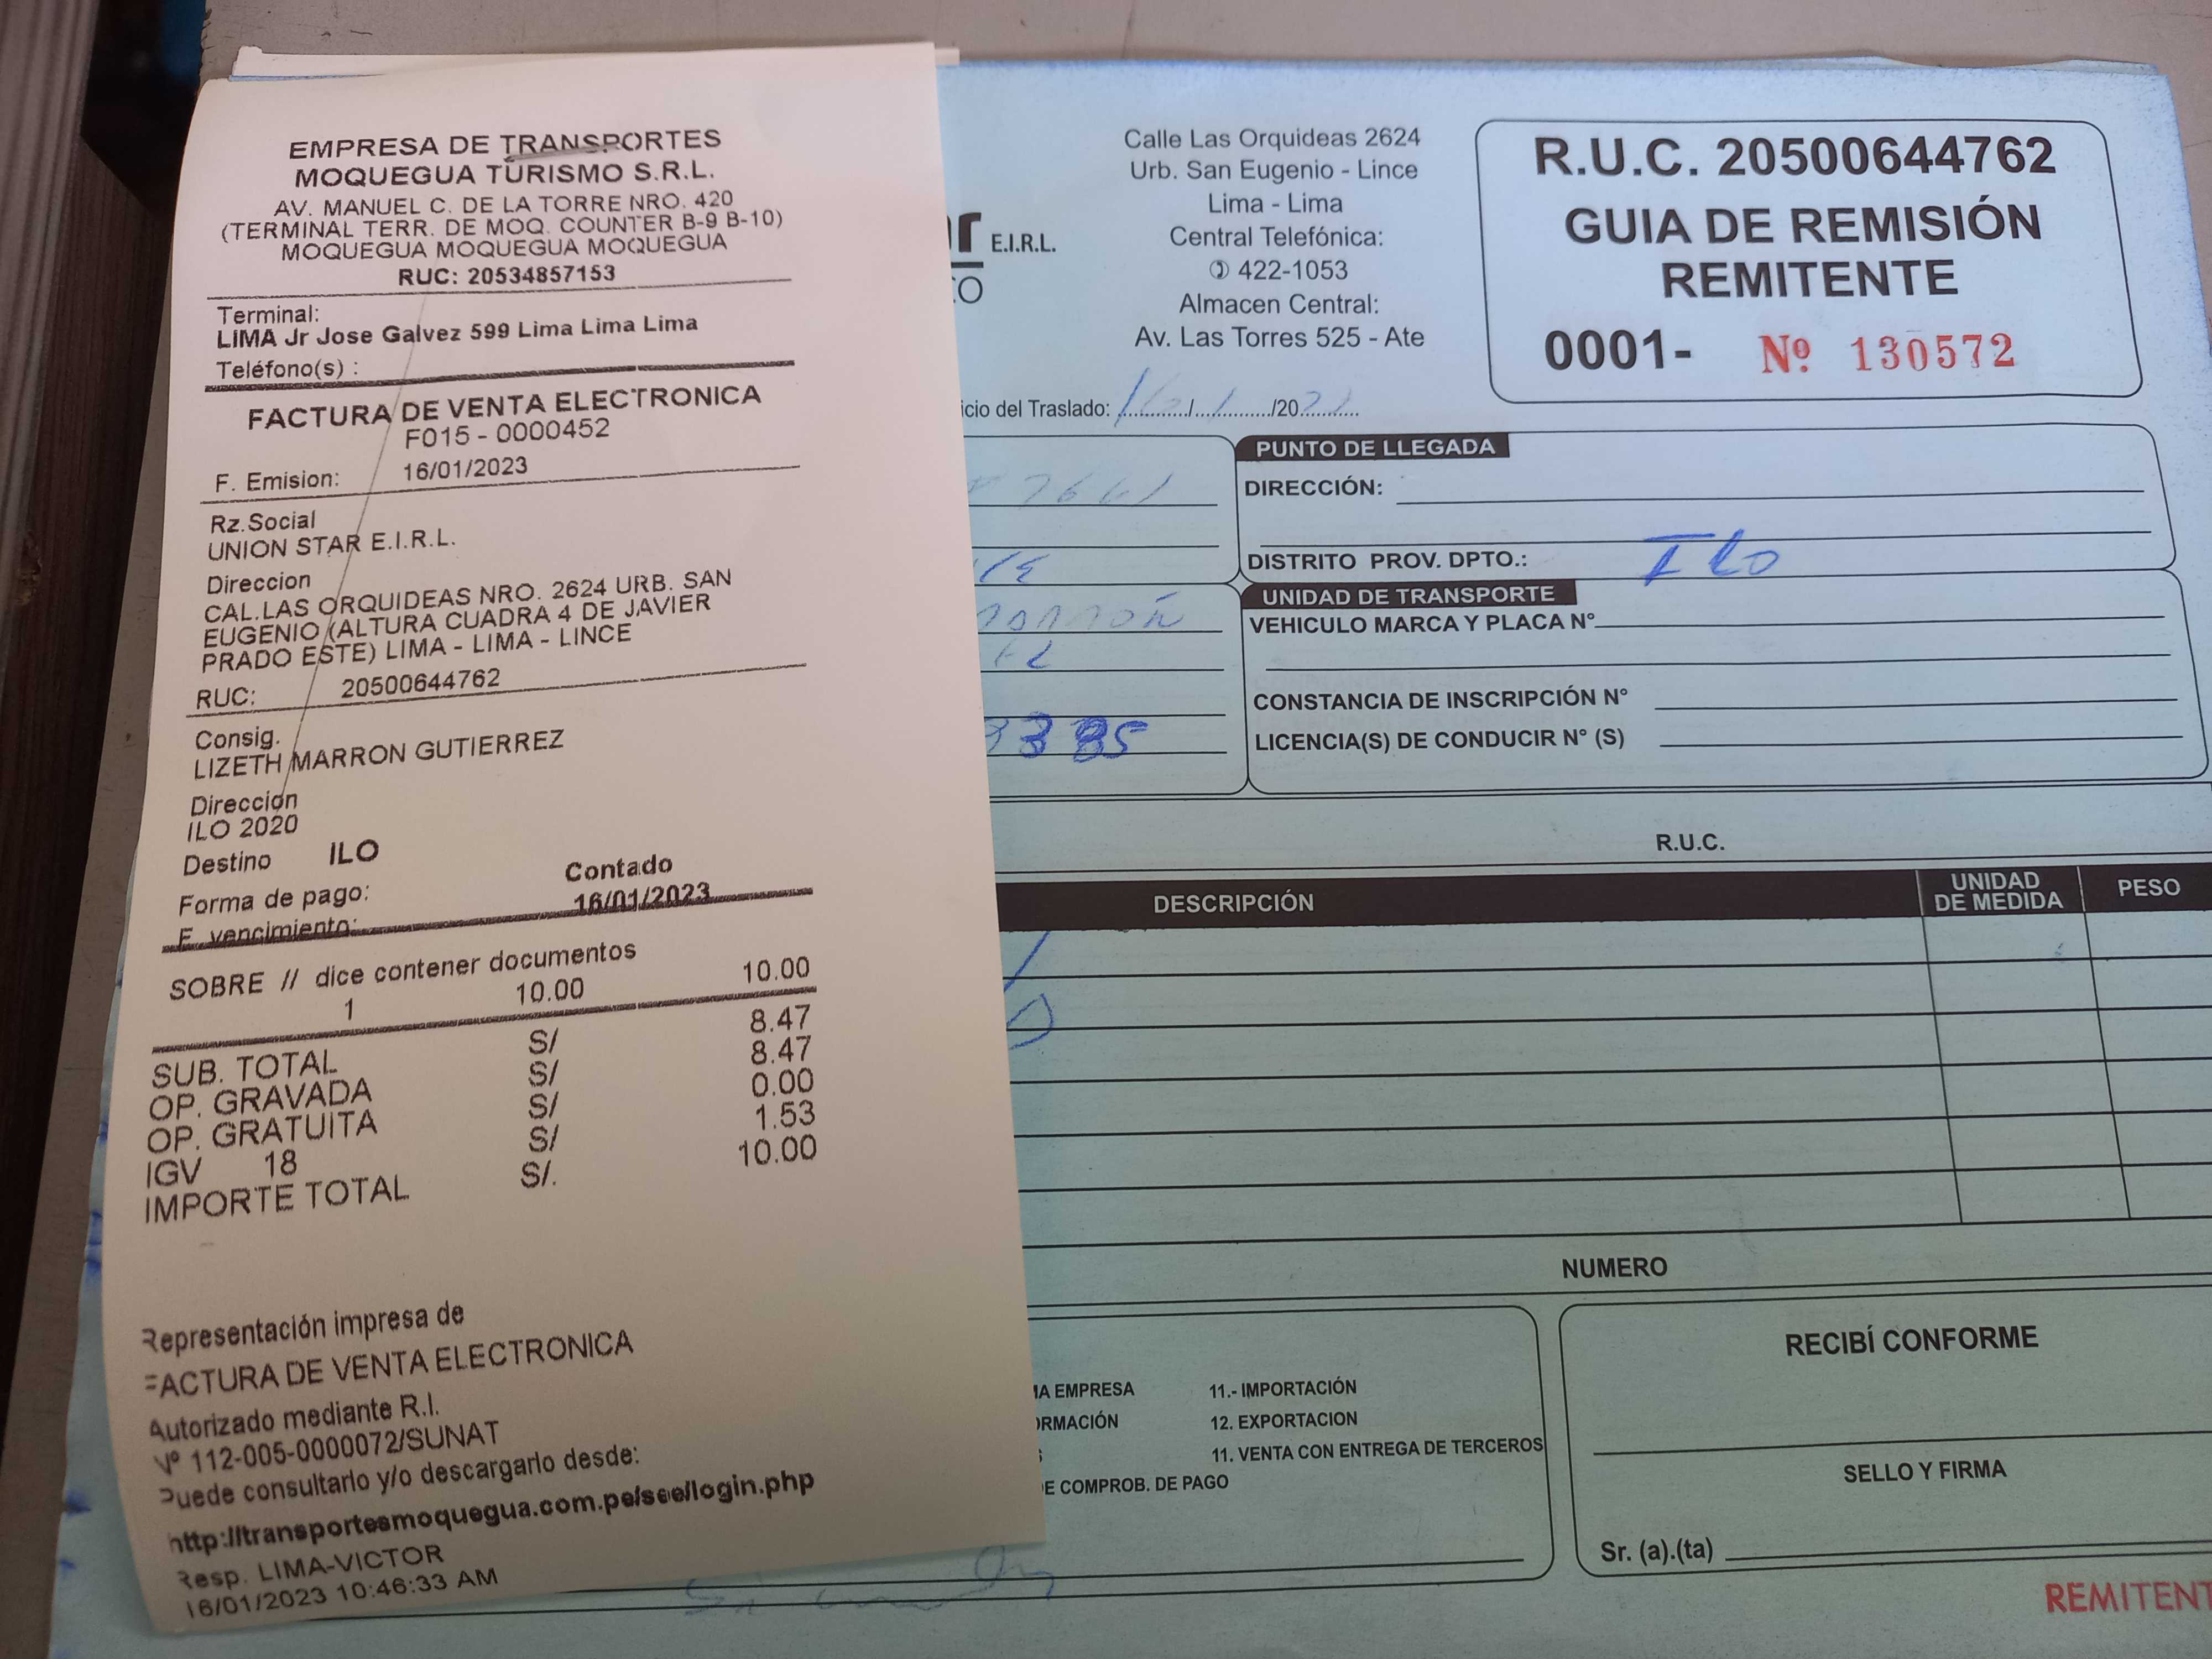 EMPRESA DE TRANSPORTES
MOQUEGUA TURISMO S.R.L.
AV. MANUEL C. DE LA TORRE NRO. 420
(TERMINAL TERR. DE MOQ. COUNTER B-9 B-10)
MOQUEGUA MOQUEGUA MOQUEGUA
RUC: 20534857153
Terminal:
LIMA Jr Jose Galvez 599 Lima Lima Lima
Teléfono(s) :
FACTURA DE VENTA ELECTRONICA
F015 - 0000452
F. Emision: 16/01/2023
Rz.Social
UNION STAR E.I.R.L.
Direccion
CAL.LAS ORQUIDEAS NRO. 2624 URB. SAN
EUGENIO (ALTURA CUADRA 4 DE JAVIER
PRADO ESTE) LIMA - LIMA - LINCE
RUC: 20500644762
Consig.
LIZETH MARRON GUTIERREZ
Direccion
ILO 2020
Destino ILO
Forma de pago: Contado
F. vencimiento: 16/01/2023
SOBRE // dice contener documentos
1 10.00 10.00
SUB. TOTAL S/ 8.47
OP. GRAVADA S/ 8.47
OP. GRATUITA S/ 0.00
IGV 18 S/ 1.53
IMPORTE TOTAL S/. 10.00
Representación impresa de
FACTURA DE VENTA ELECTRONICA
Autorizado mediante R.I.
Nº 112-005-0000072/SUNAT
Puede consultarlo y/o descargarlo desde:
http://transportesmoquegua.com.pe/see/login.php
Resp. LIMA-VICTOR
16/01/2023 10:46:33 AM
E.I.R.L.
Calle Las Orquideas 2624
Urb. San Eugenio - Lince
Lima - Lima
Central Telefónica:
422-1053
Almacen Central:
Av. Las Torres 525 - Ate
R.U.C. 20500644762
GUIA DE REMISIÓN
REMITENTE
0001- Nº 130572
icio del Traslado: ............/............/20
PUNTO DE LLEGADA
DIRECCIÓN:
DISTRITO PROV. DPTO.: ILO
UNIDAD DE TRANSPORTE
VEHICULO MARCA Y PLACA N°
CONSTANCIA DE INSCRIPCIÓN N°
LICENCIA(S) DE CONDUCIR N° (S)
R.U.C.
DESCRIPCIÓN
UNIDAD
DE MEDIDA
PESO
NUMERO
MA EMPRESA
11.- IMPORTACIÓN
ORMACIÓN
12. EXPORTACION
11. VENTA CON ENTREGA DE TERCEROS
E COMPROB. DE PAGO
RECIBÍ CONFORME
SELLO Y FIRMA
Sr. (a).(ta)
REMITENT